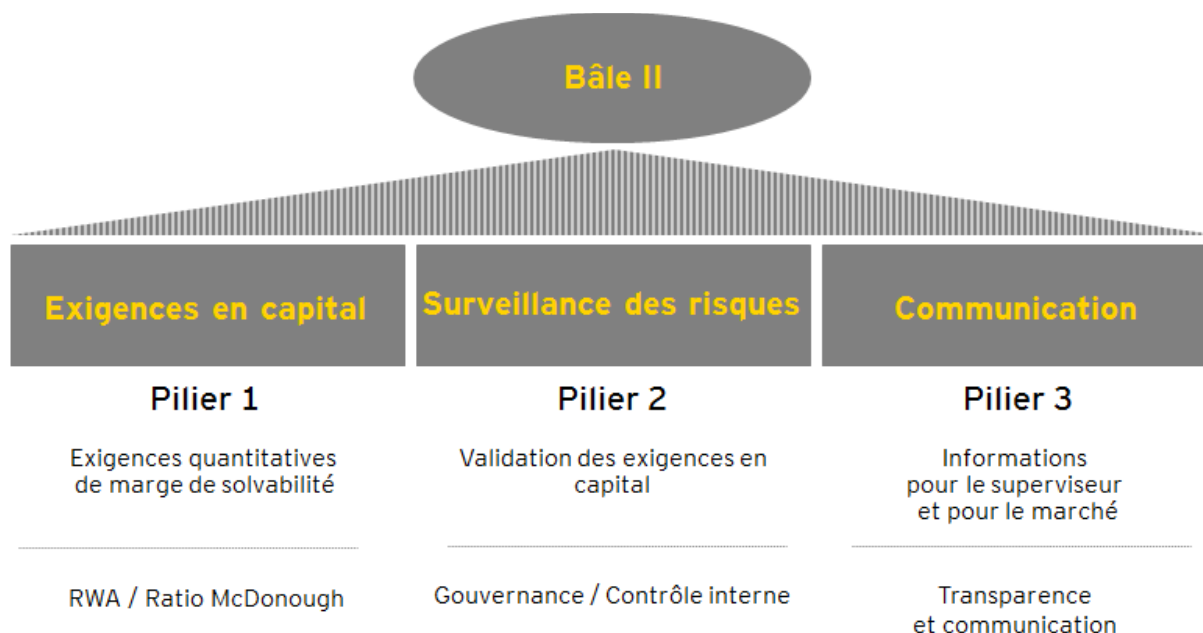 Bâle II
Exigences en capital
Surveillance des risques
Communication
Pilier 1
Pilier 2
Pilier 3
Exigences quantitatives
de marge de solvabilité
Validation des exigences en
capital
Informations
pour le superviseur
et pour le marché
RWA / Ratio McDonough
Gouvernance / Contrôle interne
Transparence
et communication